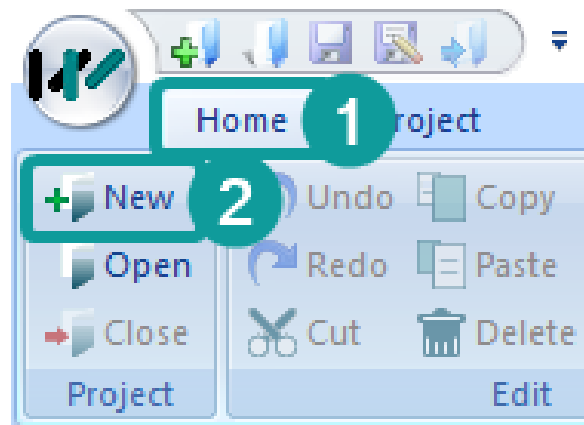 Home 1 roject
New 2 Undo Copy
Open Redo Paste
Close Cut Delete
Project Edit